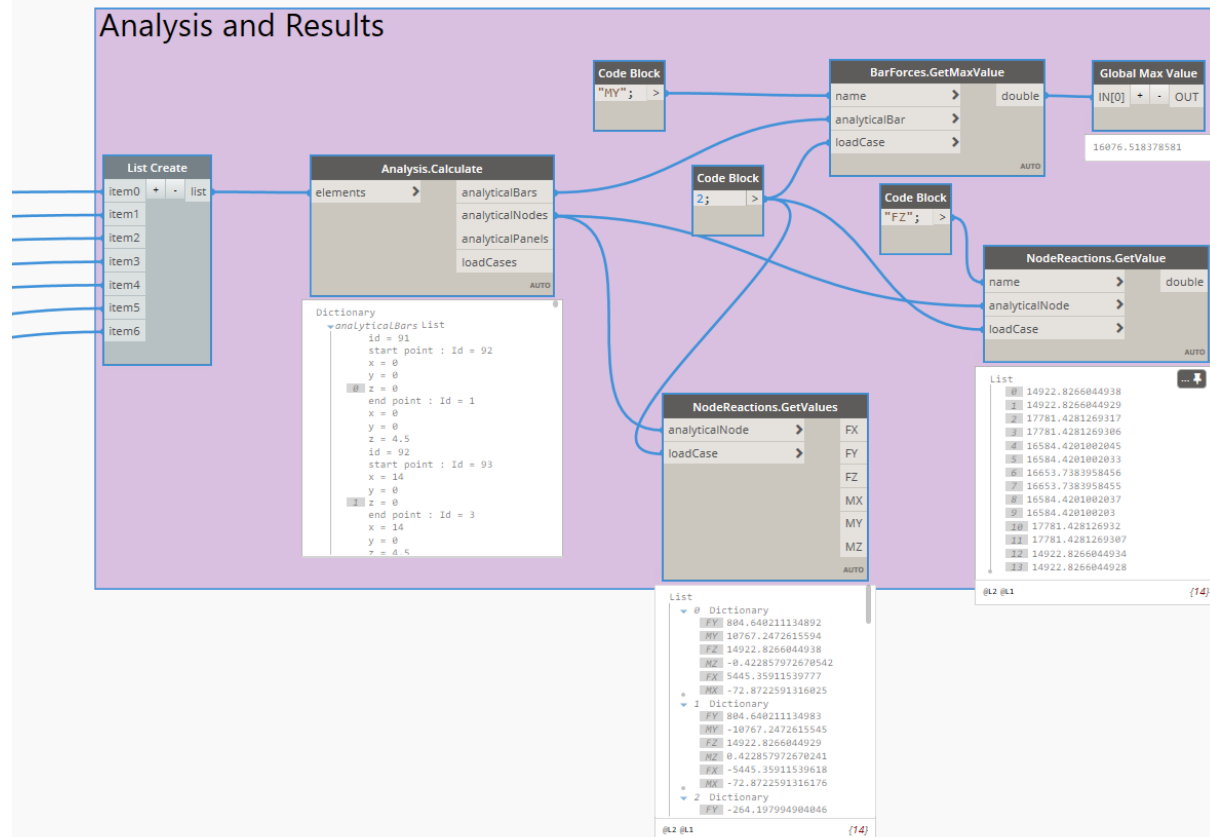 Analysis and Results
List Create
item0 + - list
item1
item2
item3
item4
item5
item6
Analysis.Calculate
elements > analyticalBars
analyticalNodes
analyticalPanels
loadCases
AUTO
Dictionary
analyticalBars List
id = 91
start point : Id = 92
x = 0
y = 0
0 z = 0
end point : Id = 1
x = 0
y = 0
z = 4.5
id = 92
start point : Id = 93
x = 14
y = 0
1 z = 0
end point : Id = 3
x = 14
y = 0
z = 4.5
Code Block
"MY"; >
BarForces.GetMaxValue
name > double
analyticalBar >
loadCase >
AUTO
Global Max Value
IN[0] + - OUT
16076.518378581
Code Block
2; >
Code Block
"FZ"; >
NodeReactions.GetValue
name > double
analyticalNode >
loadCase >
AUTO
List
0 14922.8266044938
1 14922.8266044929
2 17781.4281269317
3 17781.4281269306
4 16584.4201002045
5 16584.4201002033
6 16653.7383958456
7 16653.7383958455
8 16584.4201002037
9 16584.420100203
10 17781.428126932
11 17781.4281269307
12 14922.8266044934
13 14922.8266044928
@L2 @L1 {14}
NodeReactions.GetValues
analyticalNode > FX
loadCase > FY
FZ
MX
MY
MZ
AUTO
List
0 Dictionary
FY 804.640211134892
MY 10767.2472615594
FZ 14922.8266044938
MZ -0.422857972670542
FX 5445.35911539777
MX -72.8722591316025
1 Dictionary
FY 804.640211134983
MY -10767.2472615545
FZ 14922.8266044929
MZ 0.422857972670241
FX -5445.35911539618
MX -72.8722591316176
2 Dictionary
FY -264.197994904046
@L2 @L1 {14}